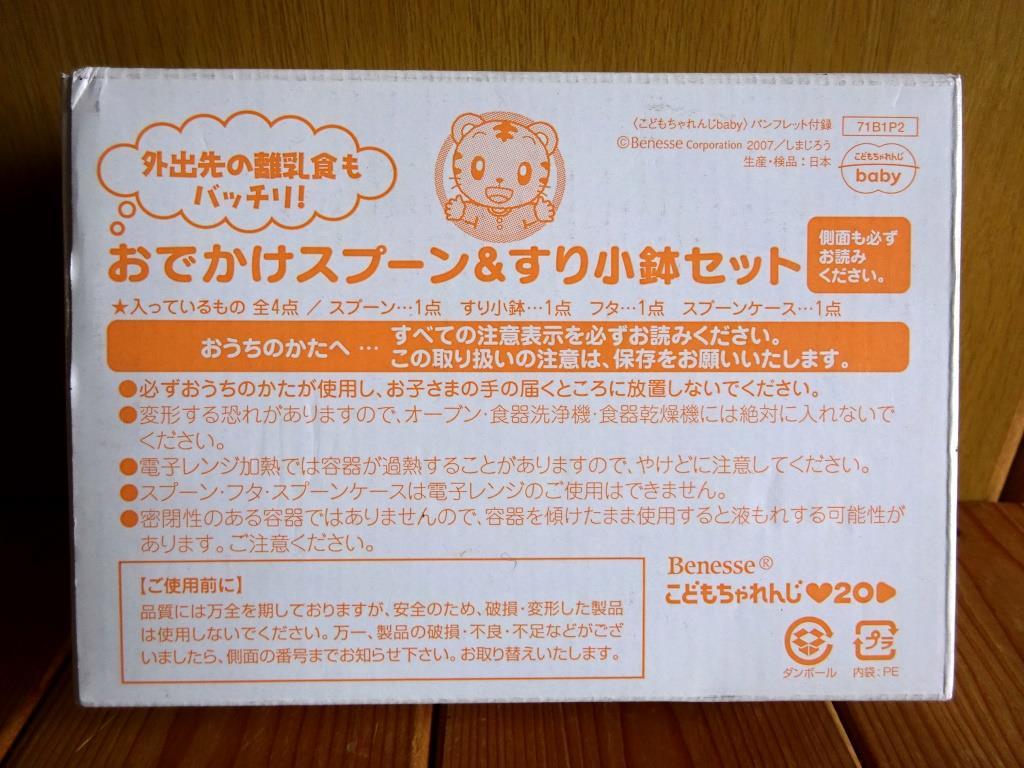 外出先の離乳食も
バッチリ!
〈こどもちゃれんじbaby〉パンフレット付録
71B1P2
©Benesse Corporation 2007/しまじろう
生産・検品:日本
こどもちゃれんじ
baby
おでかけスプーン&すり小鉢セット
側面も必ず
お読み
ください。
★入っているもの 全4点 / スプーン…1点 すり小鉢…1点 フタ…1点 スプーンケース…1点
おうちのかたへ …
すべての注意表示を必ずお読みください。
この取り扱いの注意は、保存をお願いいたします。
●必ずおうちのかたが使用し、お子さまの手の届くところに放置しないでください。
●変形する恐れがありますので、オーブン・食器洗浄機・食器乾燥機には絶対に入れないで
ください。
●電子レンジ加熱では容器が過熱することがありますので、やけどに注意してください。
●スプーン・フタ・スプーンケースは電子レンジのご使用はできません。
●密閉性のある容器ではありませんので、容器を傾けたまま使用すると液もれする可能性が
あります。ご注意ください。
【ご使用前に】
品質には万全を期しておりますが、安全のため、破損・変形した製品
は使用しないでください。万一、製品の破損・不良・不足などがござ
いましたら、側面の番号までお知らせ下さい。お取り替えいたします。
Benesse®
こどもちゃれんじ♥20▶
プラ
ダンボール
内袋:PE